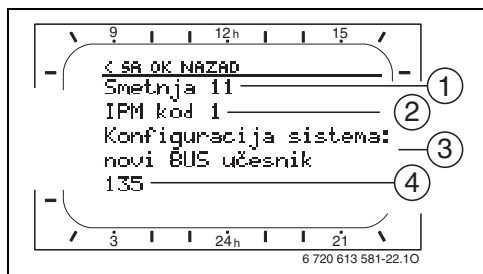 9 12h 15
< SA OK NAZAD
Smetnja 11
1
IPM kod 1
2
Konfiguracija sistema:
3
novi BUS učesnik
135
4
3 24h 21
6 720 613 581-22.1O